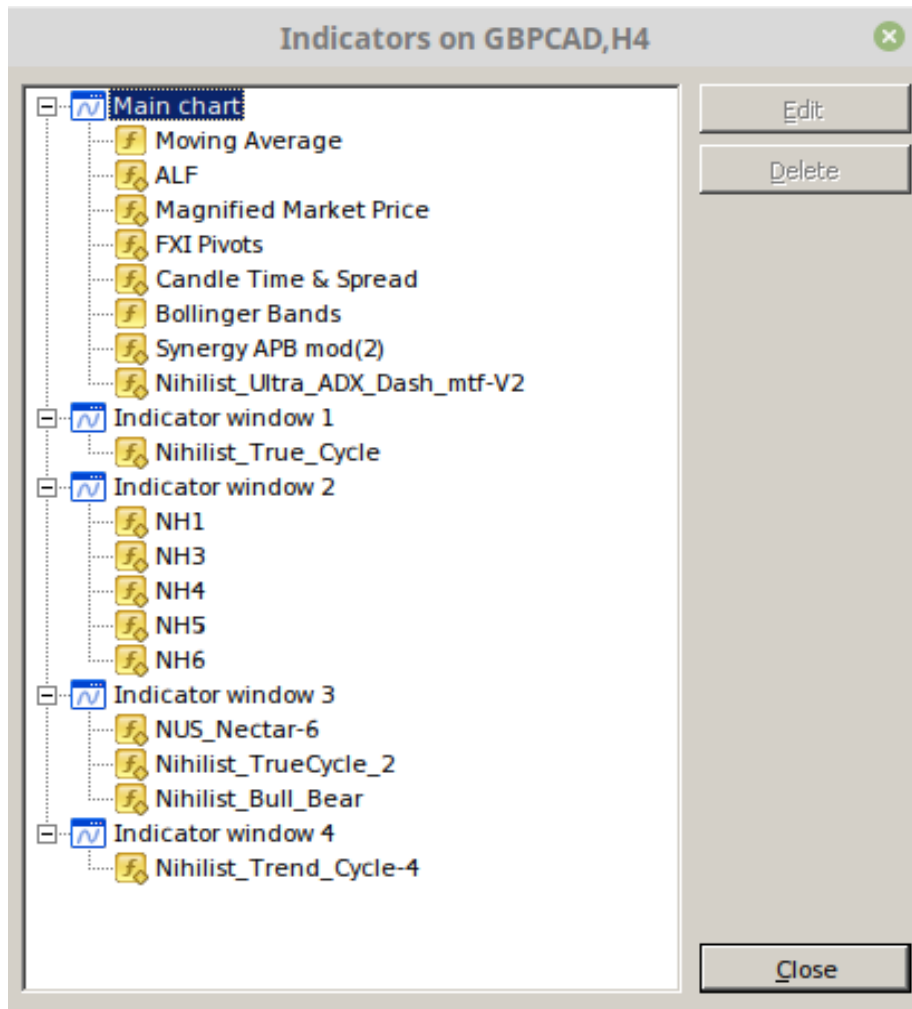 Indicators on GBPCAD,H4
Main chart
Moving Average
ALF
Magnified Market Price
FXI Pivots
Candle Time & Spread
Bollinger Bands
Synergy APB mod(2)
Nihilist_Ultra_ADX_Dash_mtf-V2
Indicator window 1
Nihilist_True_Cycle
Indicator window 2
NH1
NH3
NH4
NH5
NH6
Indicator window 3
NUS_Nectar-6
Nihilist_TrueCycle_2
Nihilist_Bull_Bear
Indicator window 4
Nihilist_Trend_Cycle-4
Edit
Delete
Close